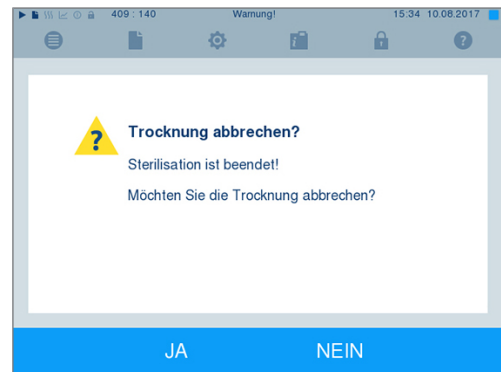 409 : 140 Warnung! 15:34 10.08.2017
Trocknung abbrechen?
Sterilisation ist beendet!
Möchten Sie die Trocknung abbrechen?
JA NEIN